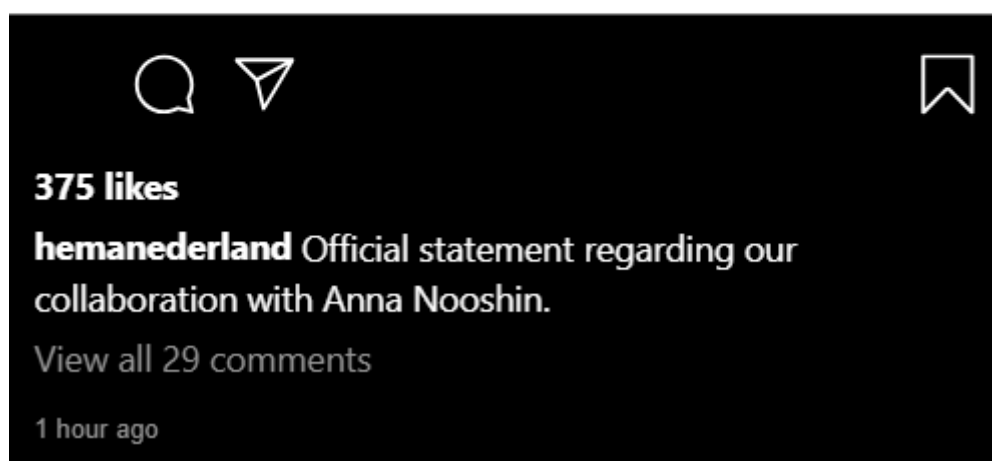 375 likes
hemanederland Official statement regarding our
collaboration with Anna Nooshin.
View all 29 comments
1 hour ago